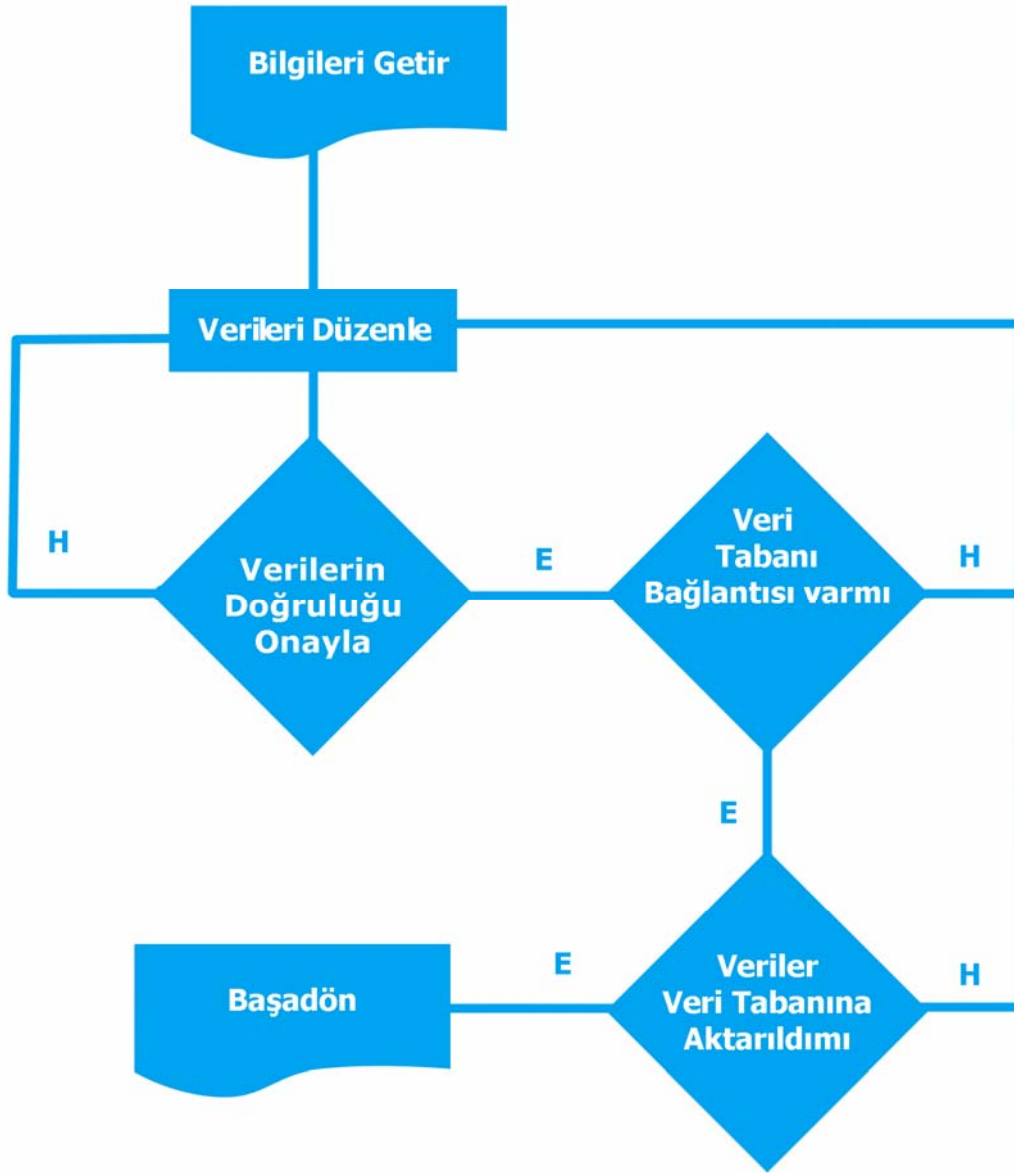 Bilgileri Getir
Verileri Düzenle
H
Verilerin
Doğruluğu
Onayla
E
Veri
Tabanı
Bağlantısı varmı
H
E
Başadön
E
Veriler
Veri Tabanına
Aktarıldımı
H